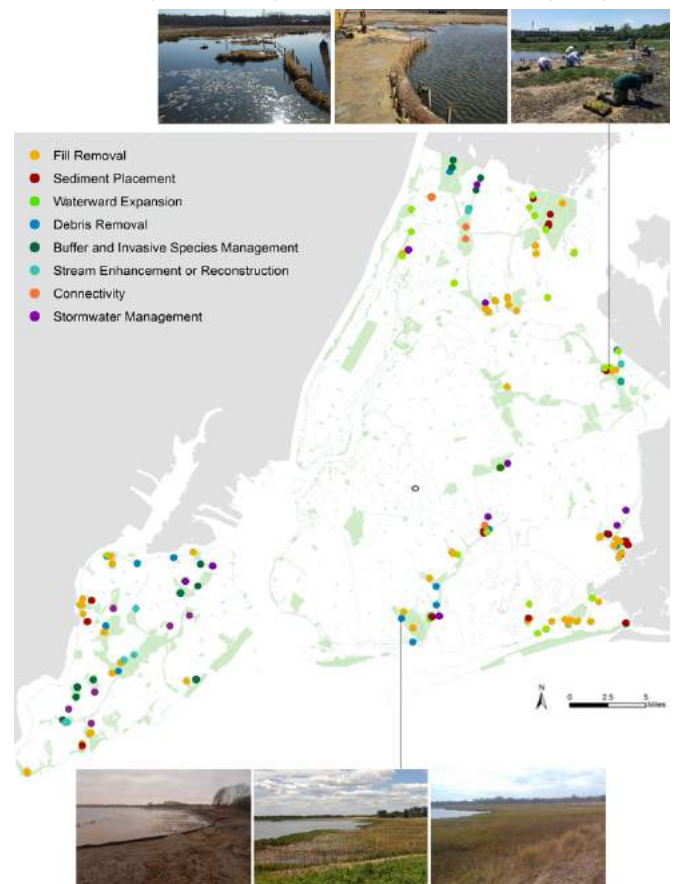 Fill Removal
Sediment Placement
Waterward Expansion
Debris Removal
Buffer and Invasive Species Management
Stream Enhancement or Reconstruction
Connectivity
Stormwater Management
N
0 2.5 5
Miles